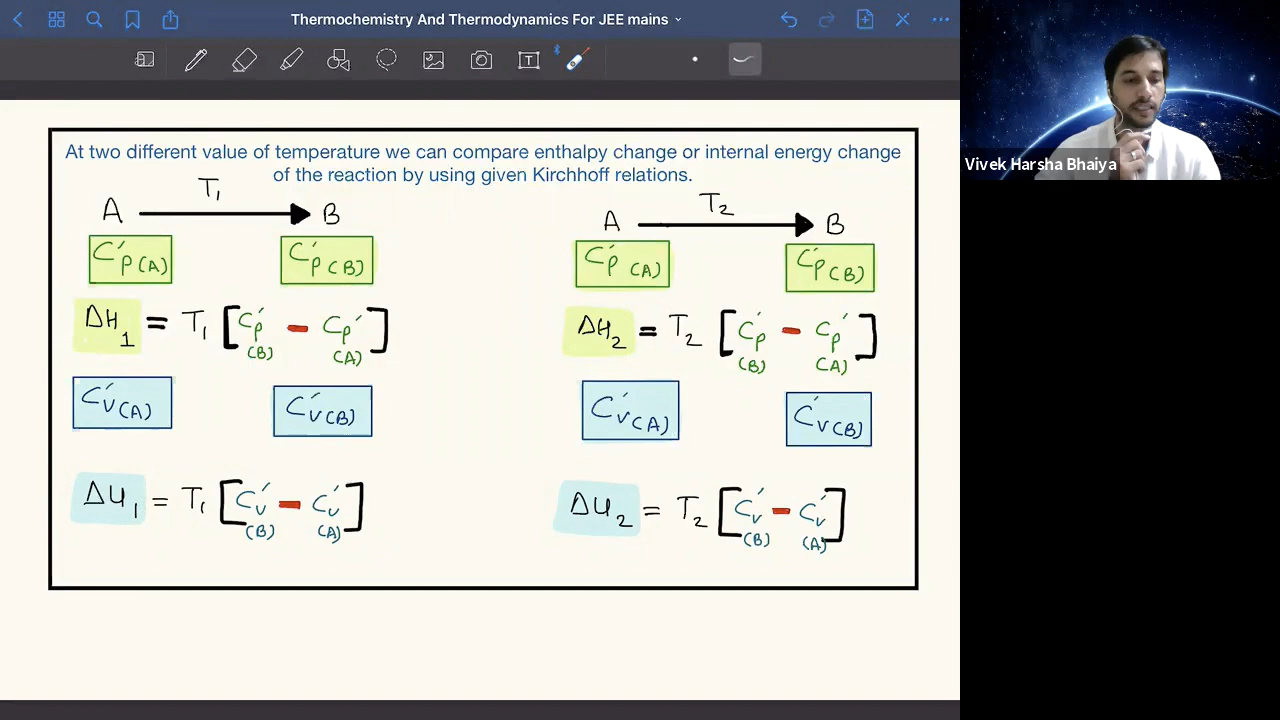 Thermochemistry And Thermodynamics For JEE mains
Vivek Harsha Bhaiya
At two different value of temperature we can compare enthalpy change or internal energy change
of the reaction by using given Kirchhoff relations.
A T₁ B
C′p(A) C′p(B)
ΔH₁ = T₁ [C′p(B) - C′p(A)]
C′v(A) C′v(B)
ΔU₁ = T₁ [C′v(B) - C′v(A)]
A T₂ B
C′p(A) C′p(B)
ΔH₂ = T₂ [C′p(B) - C′p(A)]
C′v(A) C′v(B)
ΔU₂ = T₂ [C′v(B) - C′v(A)]